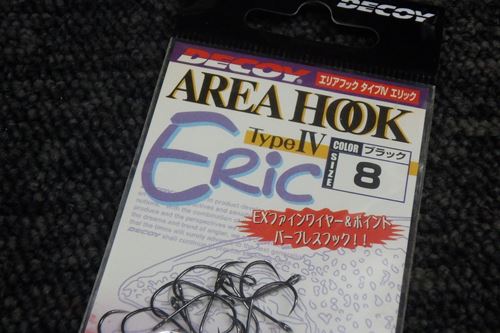 DECOY
DECOY
エリアフック タイプⅣ エリック
AREA HOOK
Type Ⅳ
COLOR ブラック
SIZE 8
ERiC
EXファインワイヤー&ポイント
バーブレスフック!!
DECOY